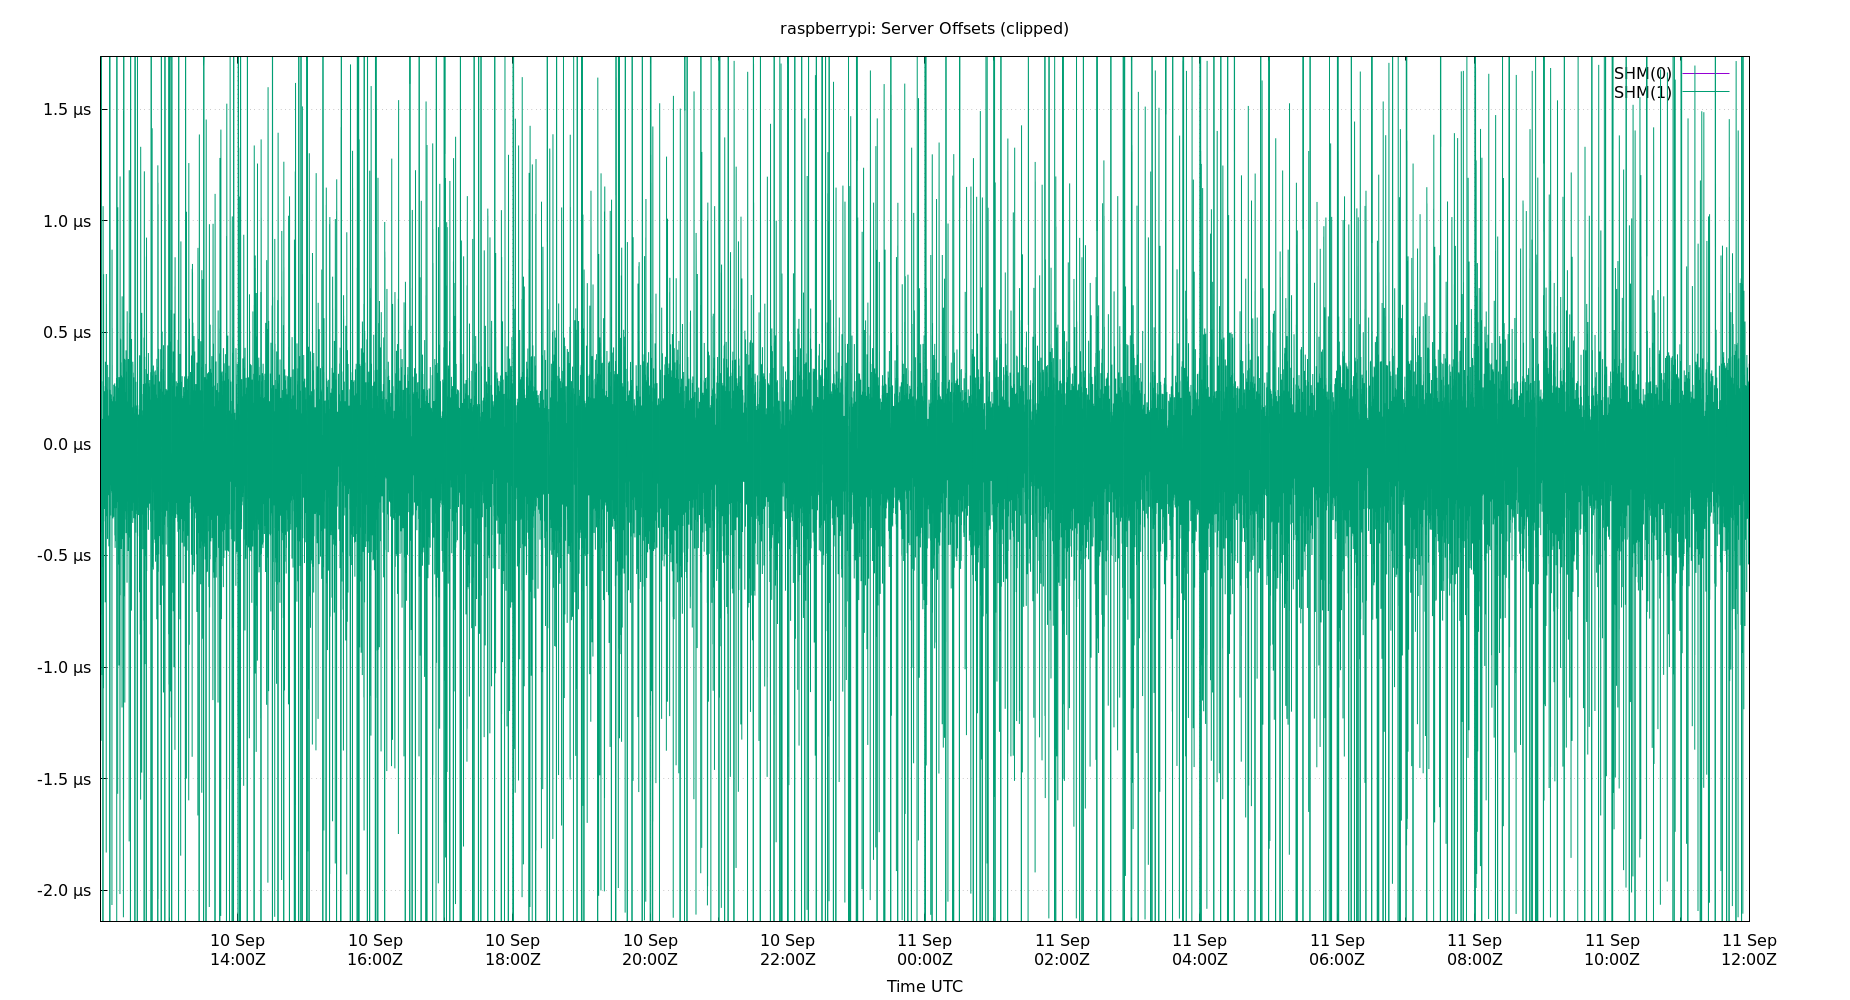 raspberrypi: Server Offsets (clipped)
SHM(0)
SHM(1)
1.5 µs
1.0 µs
0.5 µs
0.0 µs
-0.5 µs
-1.0 µs
-1.5 µs
-2.0 µs
10 Sep 10 Sep 10 Sep 10 Sep 10 Sep 11 Sep 11 Sep 11 Sep 11 Sep 11 Sep 11 Sep 11 Sep
14:00Z 16:00Z 18:00Z 20:00Z 22:00Z 00:00Z 02:00Z 04:00Z 06:00Z 08:00Z 10:00Z 12:00Z
Time UTC